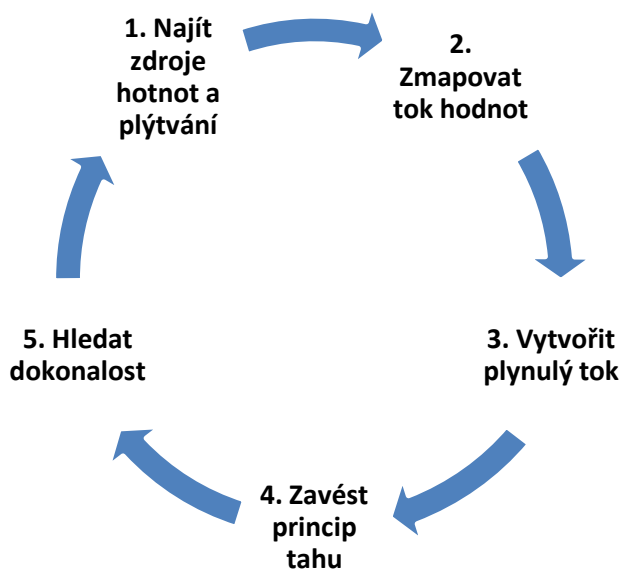 1. Najít
zdroje
hotnot a
plýtvání
2.
Zmapovat
tok hodnot
3. Vytvořit
plynulý tok
4. Zavést
princip
tahu
5. Hledat
dokonalost